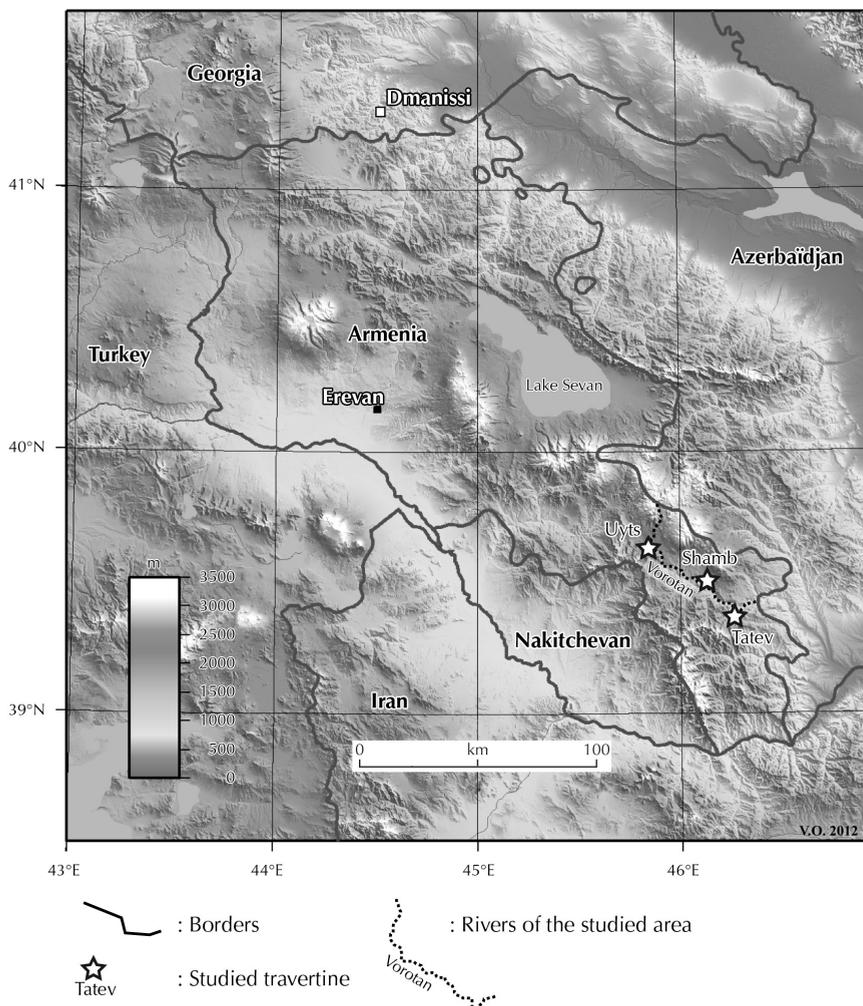 Georgia
Dmanissi
41°N
Azerbaïdjan
Armenia
Turkey
Lake Sevan
Erevan
40°N
Uyts
Shamb
m
3500
3000
2500
2000
1500
1000
500
0
Vorotan
Tatev
Nakitchevan
Iran
39°N
0 km 100
V.O. 2012
43°E 44°E 45°E 46°E
: Borders
: Rivers of the studied area
Tatev
: Studied travertine
Vorotan